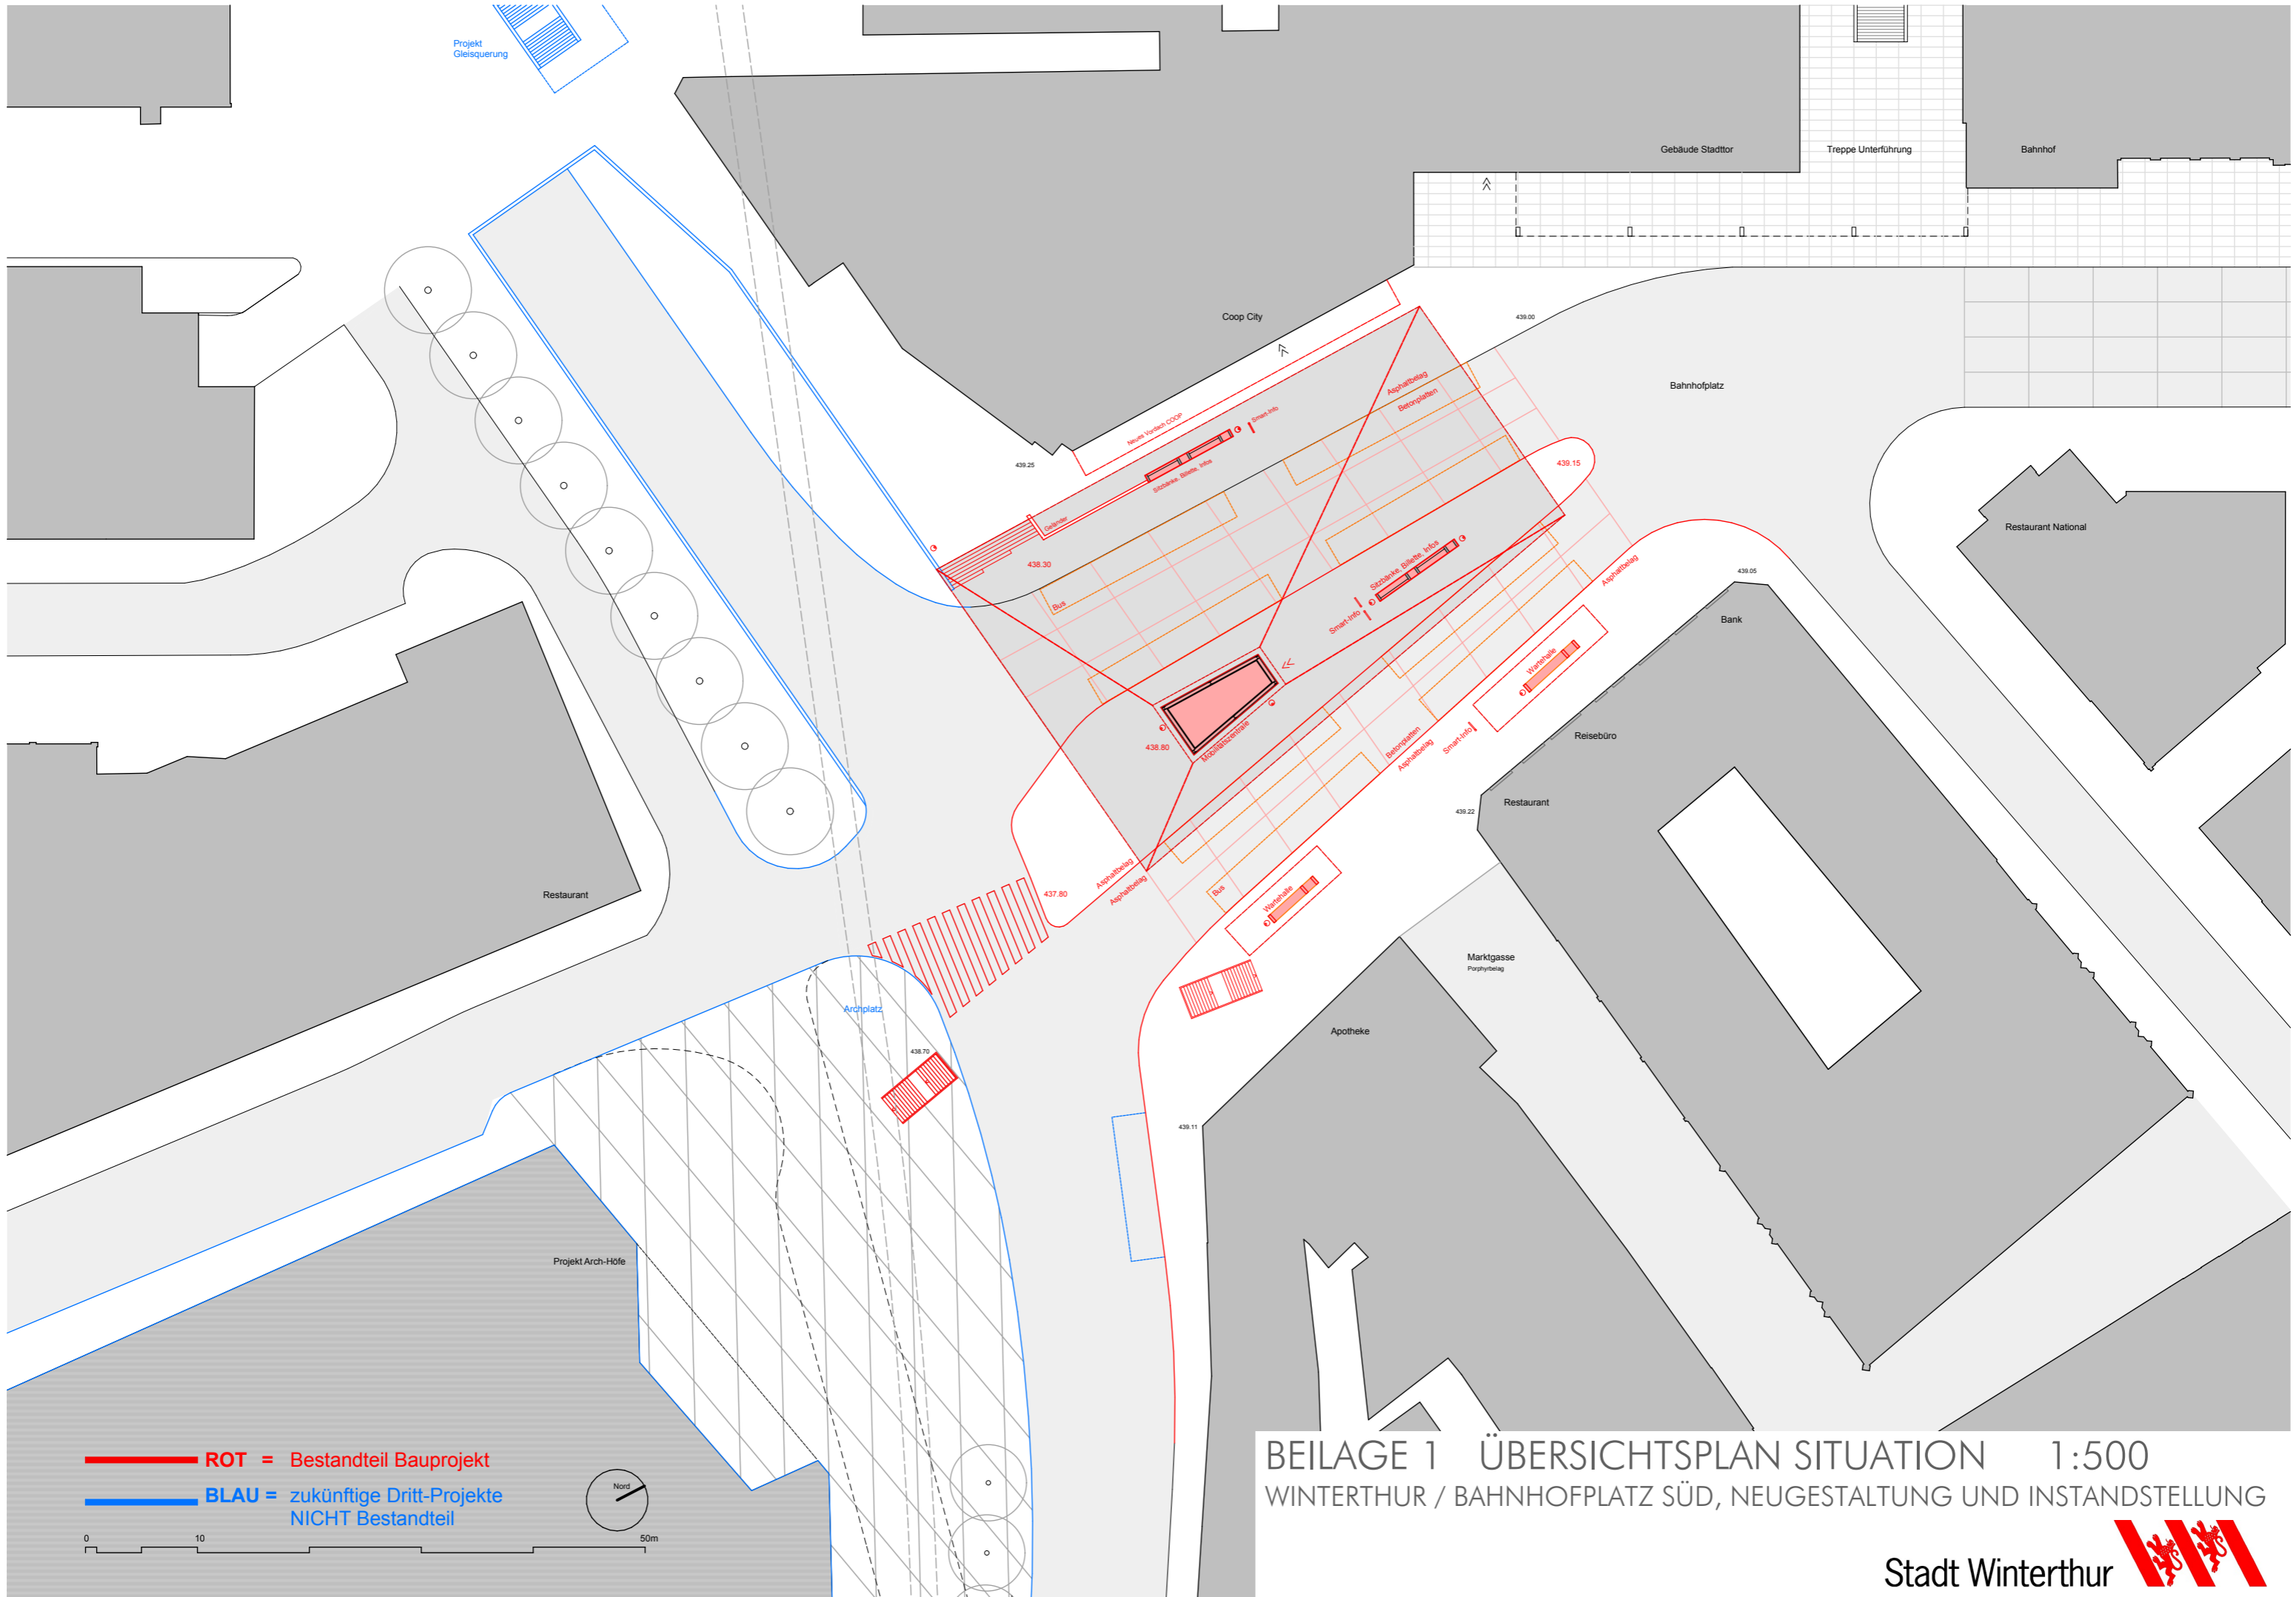 Projekt
Gleisquerung
Gebäude Stadttor
Treppe Unterführung
Bahnhof
Coop City
439.00
Bahnhofplatz
Asphaltbelag
Betonplatten
Neues Vordach COOP
Smart-Info
Sitzbänke, Billette, Infos
439.25
439.15
Restaurant National
Geländer
438.30
Bus
Sitzbänke, Billette, Infos
Smart-Info
Asphaltbelag
439.05
Bank
Wartehalle
438.80
Mobilitätszentrale
Betonplatten
Asphaltbelag
Smart-Info
Reisebüro
Restaurant
439.22
Restaurant
437.80
Asphaltbelag
Asphaltbelag
Bus
Wartehalle
Marktgasse
Porphyrbelag
Archplatz
438.70
Apotheke
439.11
Projekt Arch-Höfe
ROT = Bestandteil Bauprojekt
BLAU = zukünftige Dritt-Projekte
NICHT Bestandteil
Nord
0 10 50m
BEILAGE 1 ÜBERSICHTSPLAN SITUATION 1:500
WINTERTHUR / BAHNHOFPLATZ SÜD, NEUGESTALTUNG UND INSTANDSTELLUNG
Stadt Winterthur